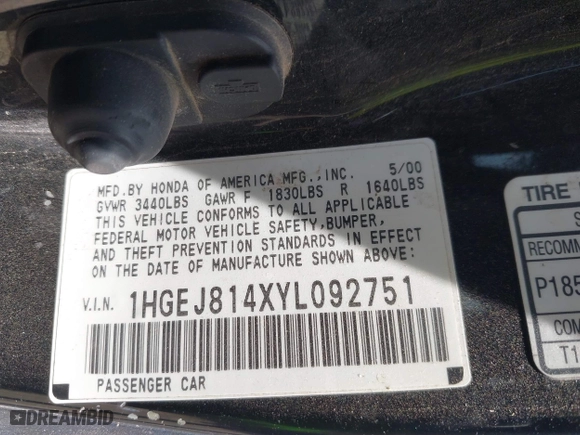 MFD.BY HONDA OF AMERICA MFG.,INC. 5/00
GVWR 3440LBS GAWR F 1830LBS R 1640LBS
THIS VEHICLE CONFORMS TO ALL APPLICABLE
FEDERAL MOTOR VEHICLE SAFETY,BUMPER,
AND THEFT PREVENTION STANDARDS IN EFFECT
ON THE DATE OF MANUFACTURE SHOWN ABOVE:
V.I.N. 1HGEJ814XYL092751
PASSENGER CAR
TIRE
S
RECOMM
P185
COM
T1
DREAMBID